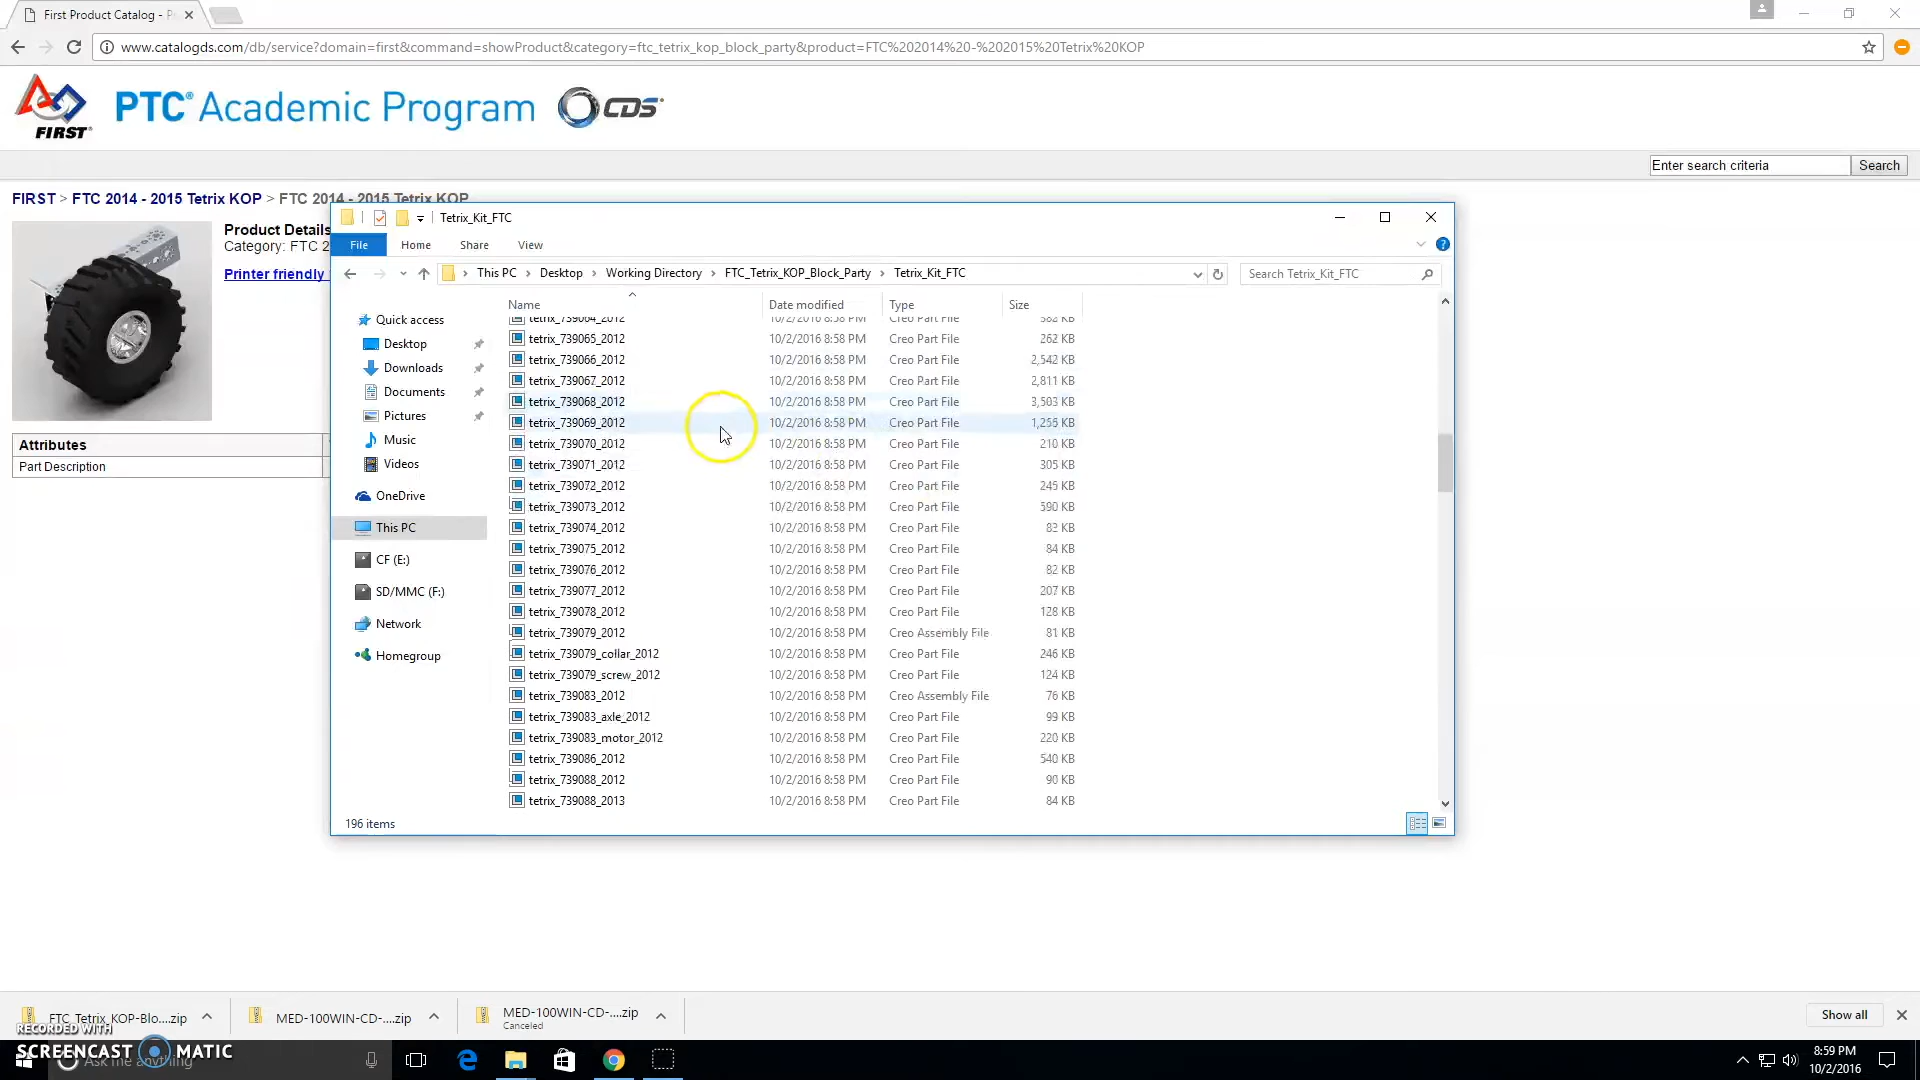 First Product Catalog - P
www.catalogds.com/db/service?domain=first&command=showProduct&category=ftc_tetrix_kop_block_party&product=FTC%202014%20-%202015%20Tetrix%20KOP
FIRST PTC® Academic Program CDS
Enter search criteria Search
FIRST > FTC 2014 - 2015 Tetrix KOP > FTC 2014 - 2015 Tetrix KOP
Product Details
Category: FTC 2
Printer friendly
Attributes
Part Description
Tetrix_Kit_FTC
File Home Share View
This PC > Desktop > Working Directory > FTC_Tetrix_KOP_Block_Party > Tetrix_Kit_FTC
Search Tetrix_Kit_FTC
Quick access
Desktop
Downloads
Documents
Pictures
Music
Videos
OneDrive
This PC
CF (E:)
SD/MMC (F:)
Network
Homegroup
Name Date modified Type Size
tetrix_739064_2012 10/2/2016 8:58 PM Creo Part File 582 KB
tetrix_739065_2012 10/2/2016 8:58 PM Creo Part File 262 KB
tetrix_739066_2012 10/2/2016 8:58 PM Creo Part File 2,542 KB
tetrix_739067_2012 10/2/2016 8:58 PM Creo Part File 2,811 KB
tetrix_739068_2012 10/2/2016 8:58 PM Creo Part File 3,503 KB
tetrix_739069_2012 10/2/2016 8:58 PM Creo Part File 1,255 KB
tetrix_739070_2012 10/2/2016 8:58 PM Creo Part File 210 KB
tetrix_739071_2012 10/2/2016 8:58 PM Creo Part File 305 KB
tetrix_739072_2012 10/2/2016 8:58 PM Creo Part File 245 KB
tetrix_739073_2012 10/2/2016 8:58 PM Creo Part File 590 KB
tetrix_739074_2012 10/2/2016 8:58 PM Creo Part File 83 KB
tetrix_739075_2012 10/2/2016 8:58 PM Creo Part File 84 KB
tetrix_739076_2012 10/2/2016 8:58 PM Creo Part File 82 KB
tetrix_739077_2012 10/2/2016 8:58 PM Creo Part File 207 KB
tetrix_739078_2012 10/2/2016 8:58 PM Creo Part File 128 KB
tetrix_739079_2012 10/2/2016 8:58 PM Creo Assembly File 81 KB
tetrix_739079_collar_2012 10/2/2016 8:58 PM Creo Part File 246 KB
tetrix_739079_screw_2012 10/2/2016 8:58 PM Creo Part File 124 KB
tetrix_739083_2012 10/2/2016 8:58 PM Creo Assembly File 76 KB
tetrix_739083_axle_2012 10/2/2016 8:58 PM Creo Part File 99 KB
tetrix_739083_motor_2012 10/2/2016 8:58 PM Creo Part File 220 KB
tetrix_739086_2012 10/2/2016 8:58 PM Creo Part File 540 KB
tetrix_739088_2012 10/2/2016 8:58 PM Creo Part File 90 KB
tetrix_739088_2013 10/2/2016 8:58 PM Creo Part File 84 KB
196 items
FTC_Tetrix_KOP-Blo....zip
MED-100WIN-CD-....zip
MED-100WIN-CD-....zip
Canceled
Show all
RECORDED WITH
SCREENCAST MATIC
Ask me anything
8:59 PM
10/2/2016